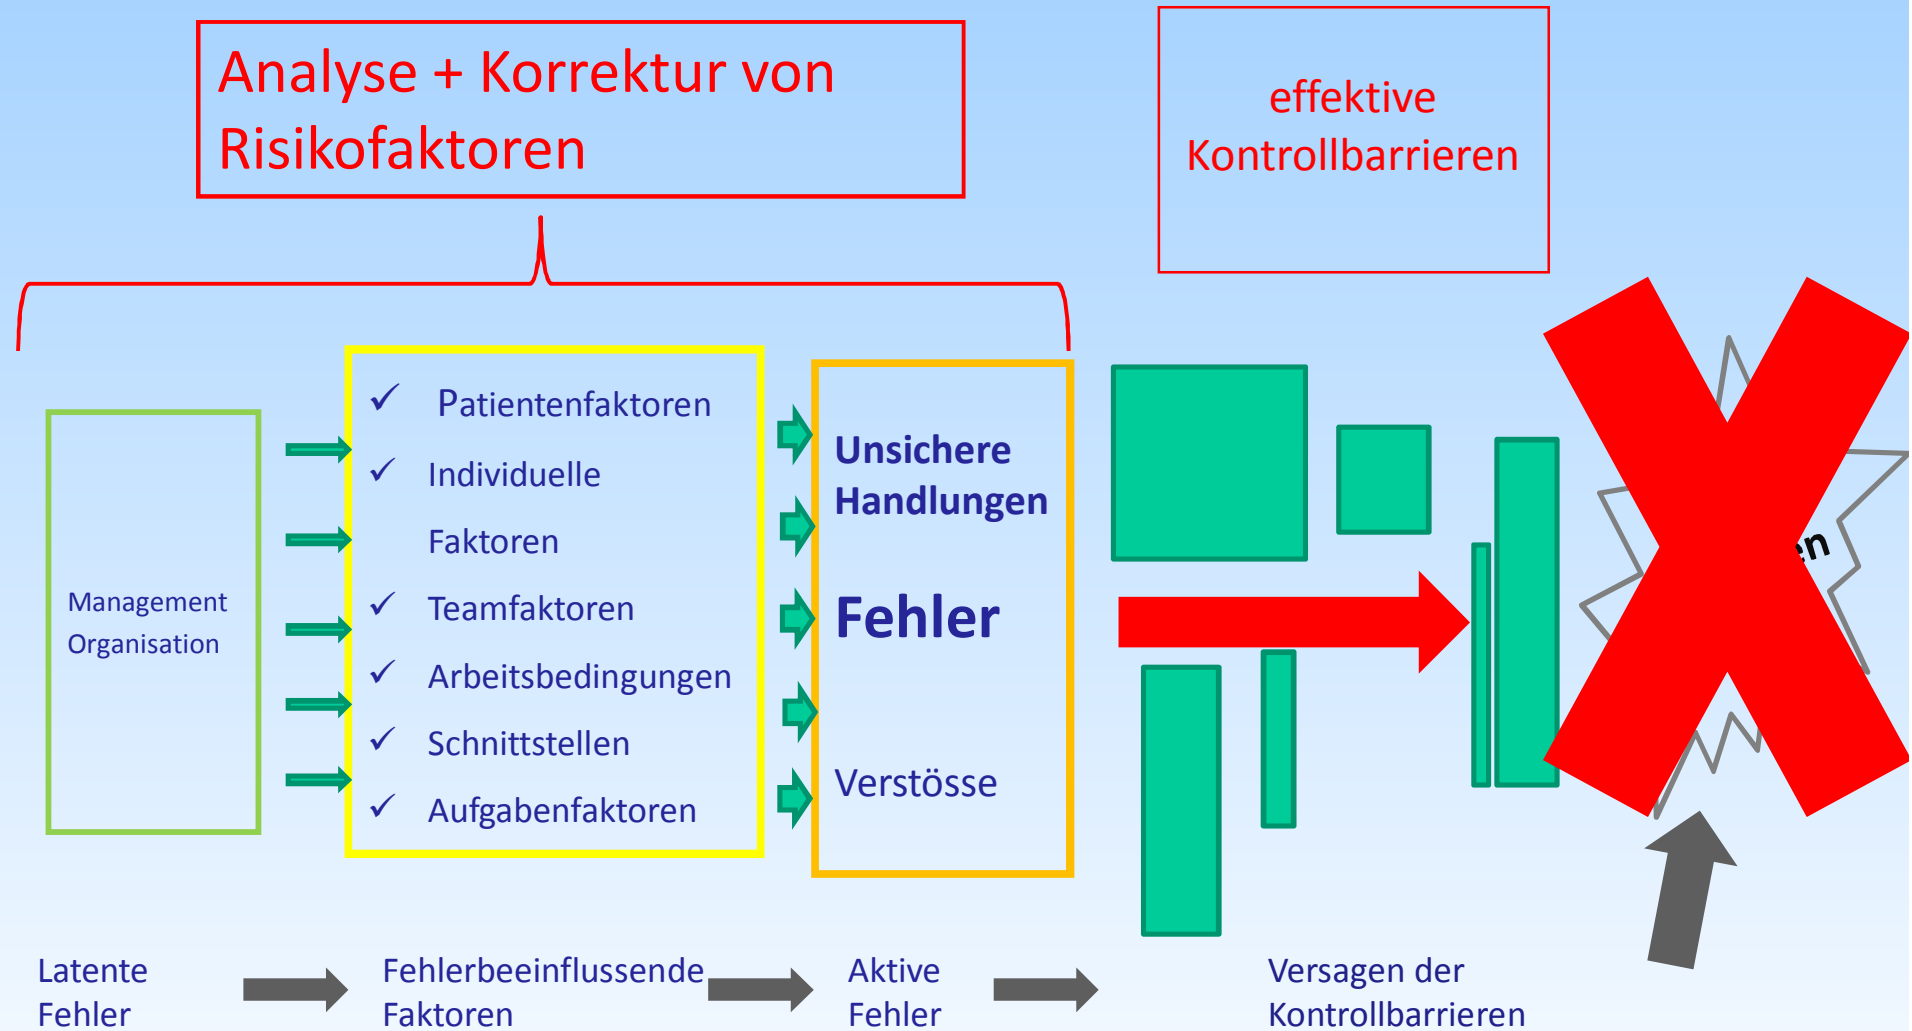 Analyse + Korrektur von
Risikofaktoren
effektive
Kontrollbarrieren
Management
Organisation
✓ Patientenfaktoren
✓ Individuelle
Faktoren
✓ Teamfaktoren
✓ Arbeitsbedingungen
✓ Schnittstellen
✓ Aufgabenfaktoren
Unsichere
Handlungen
Fehler
Verstösse
Latente
Fehler
Fehlerbeeinflussende
Faktoren
Aktive
Fehler
Versagen der
Kontrollbarrieren